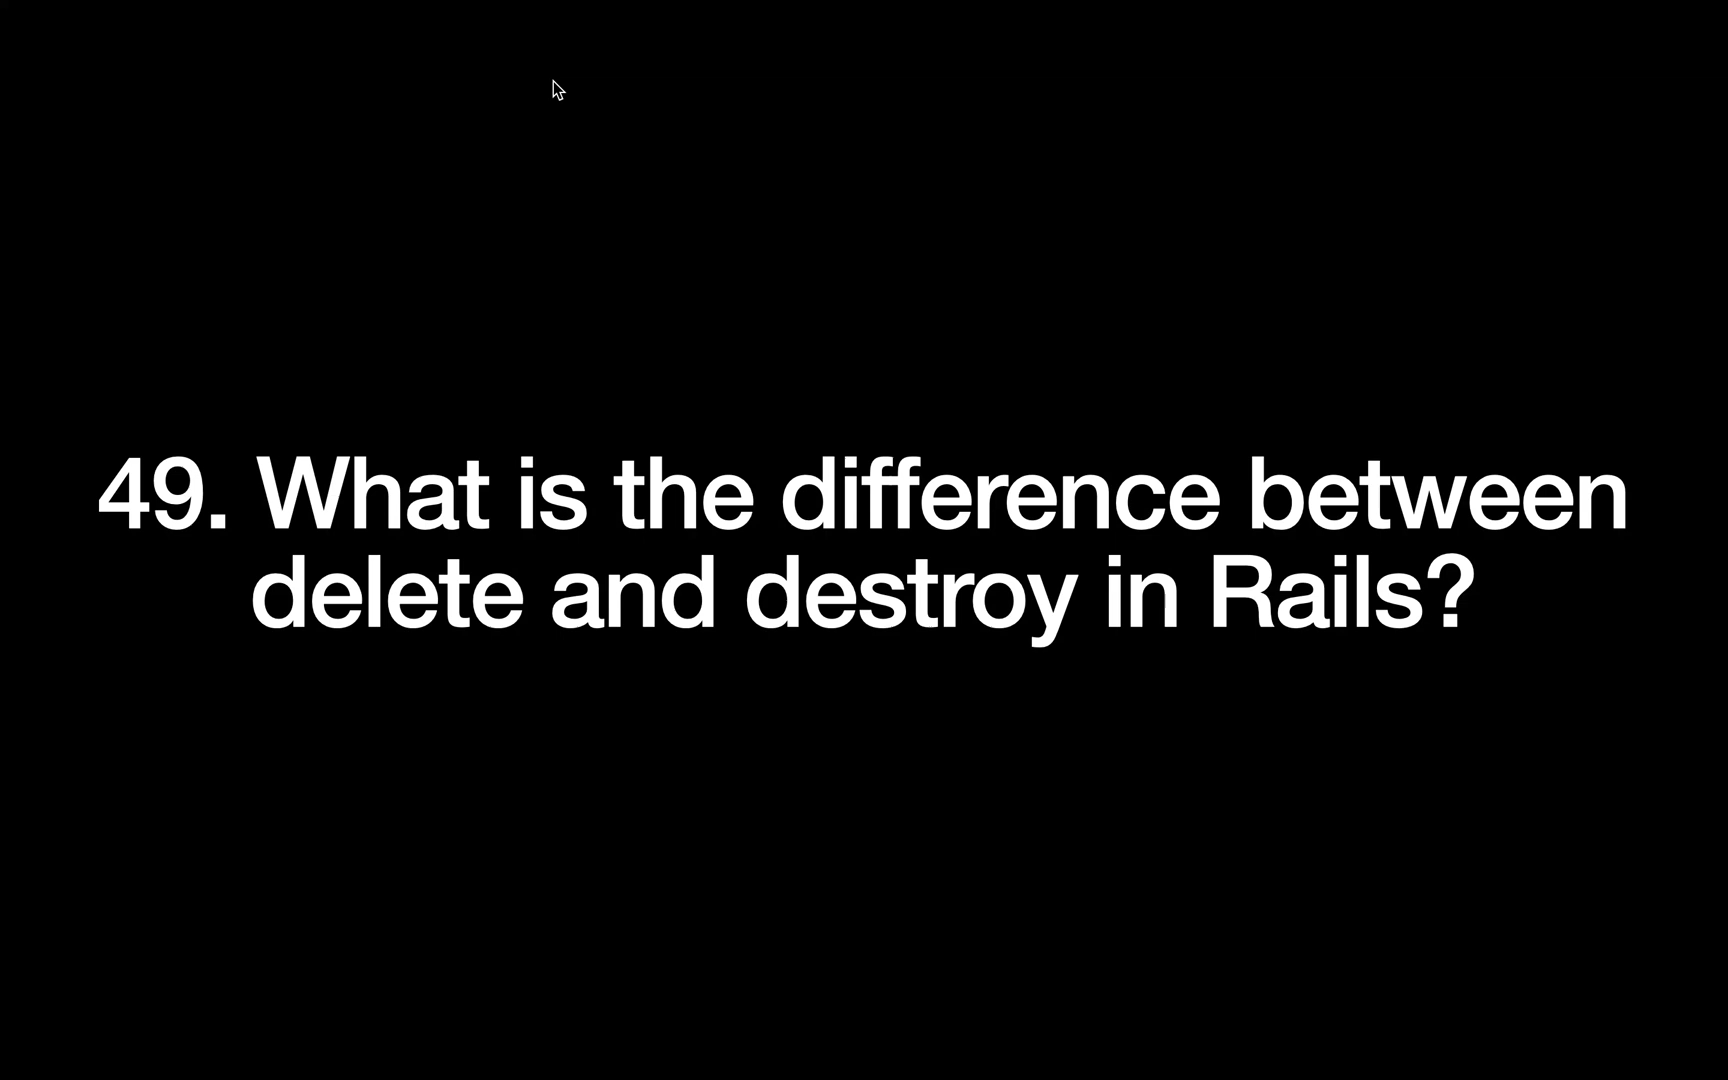 49. What is the difference between
delete and destroy in Rails?